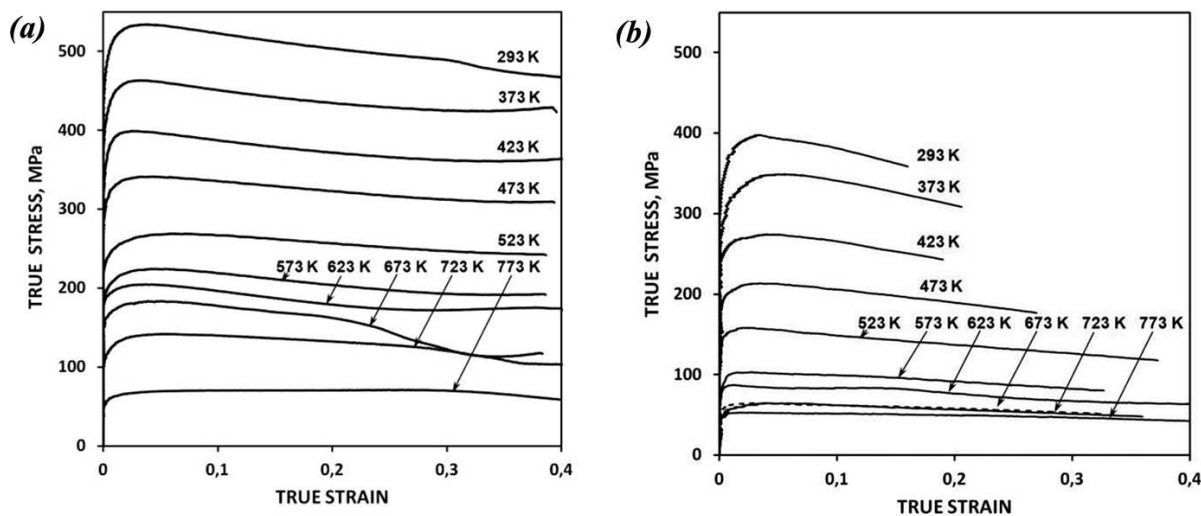 (a)
TRUE STRESS, MPa
500
400
300
200
100
0
293 K
373 K
423 K
473 K
523 K
573 K 623 K 673 K 723 K 773 K
0 0,1 0,2 0,3 0,4
TRUE STRAIN
(b)
TRUE STRESS, MPa
500
400
300
200
100
0
293 K
373 K
423 K
473 K
523 K 573 K 623 K 673 K 723 K 773 K
0 0,1 0,2 0,3 0,4
TRUE STRAIN